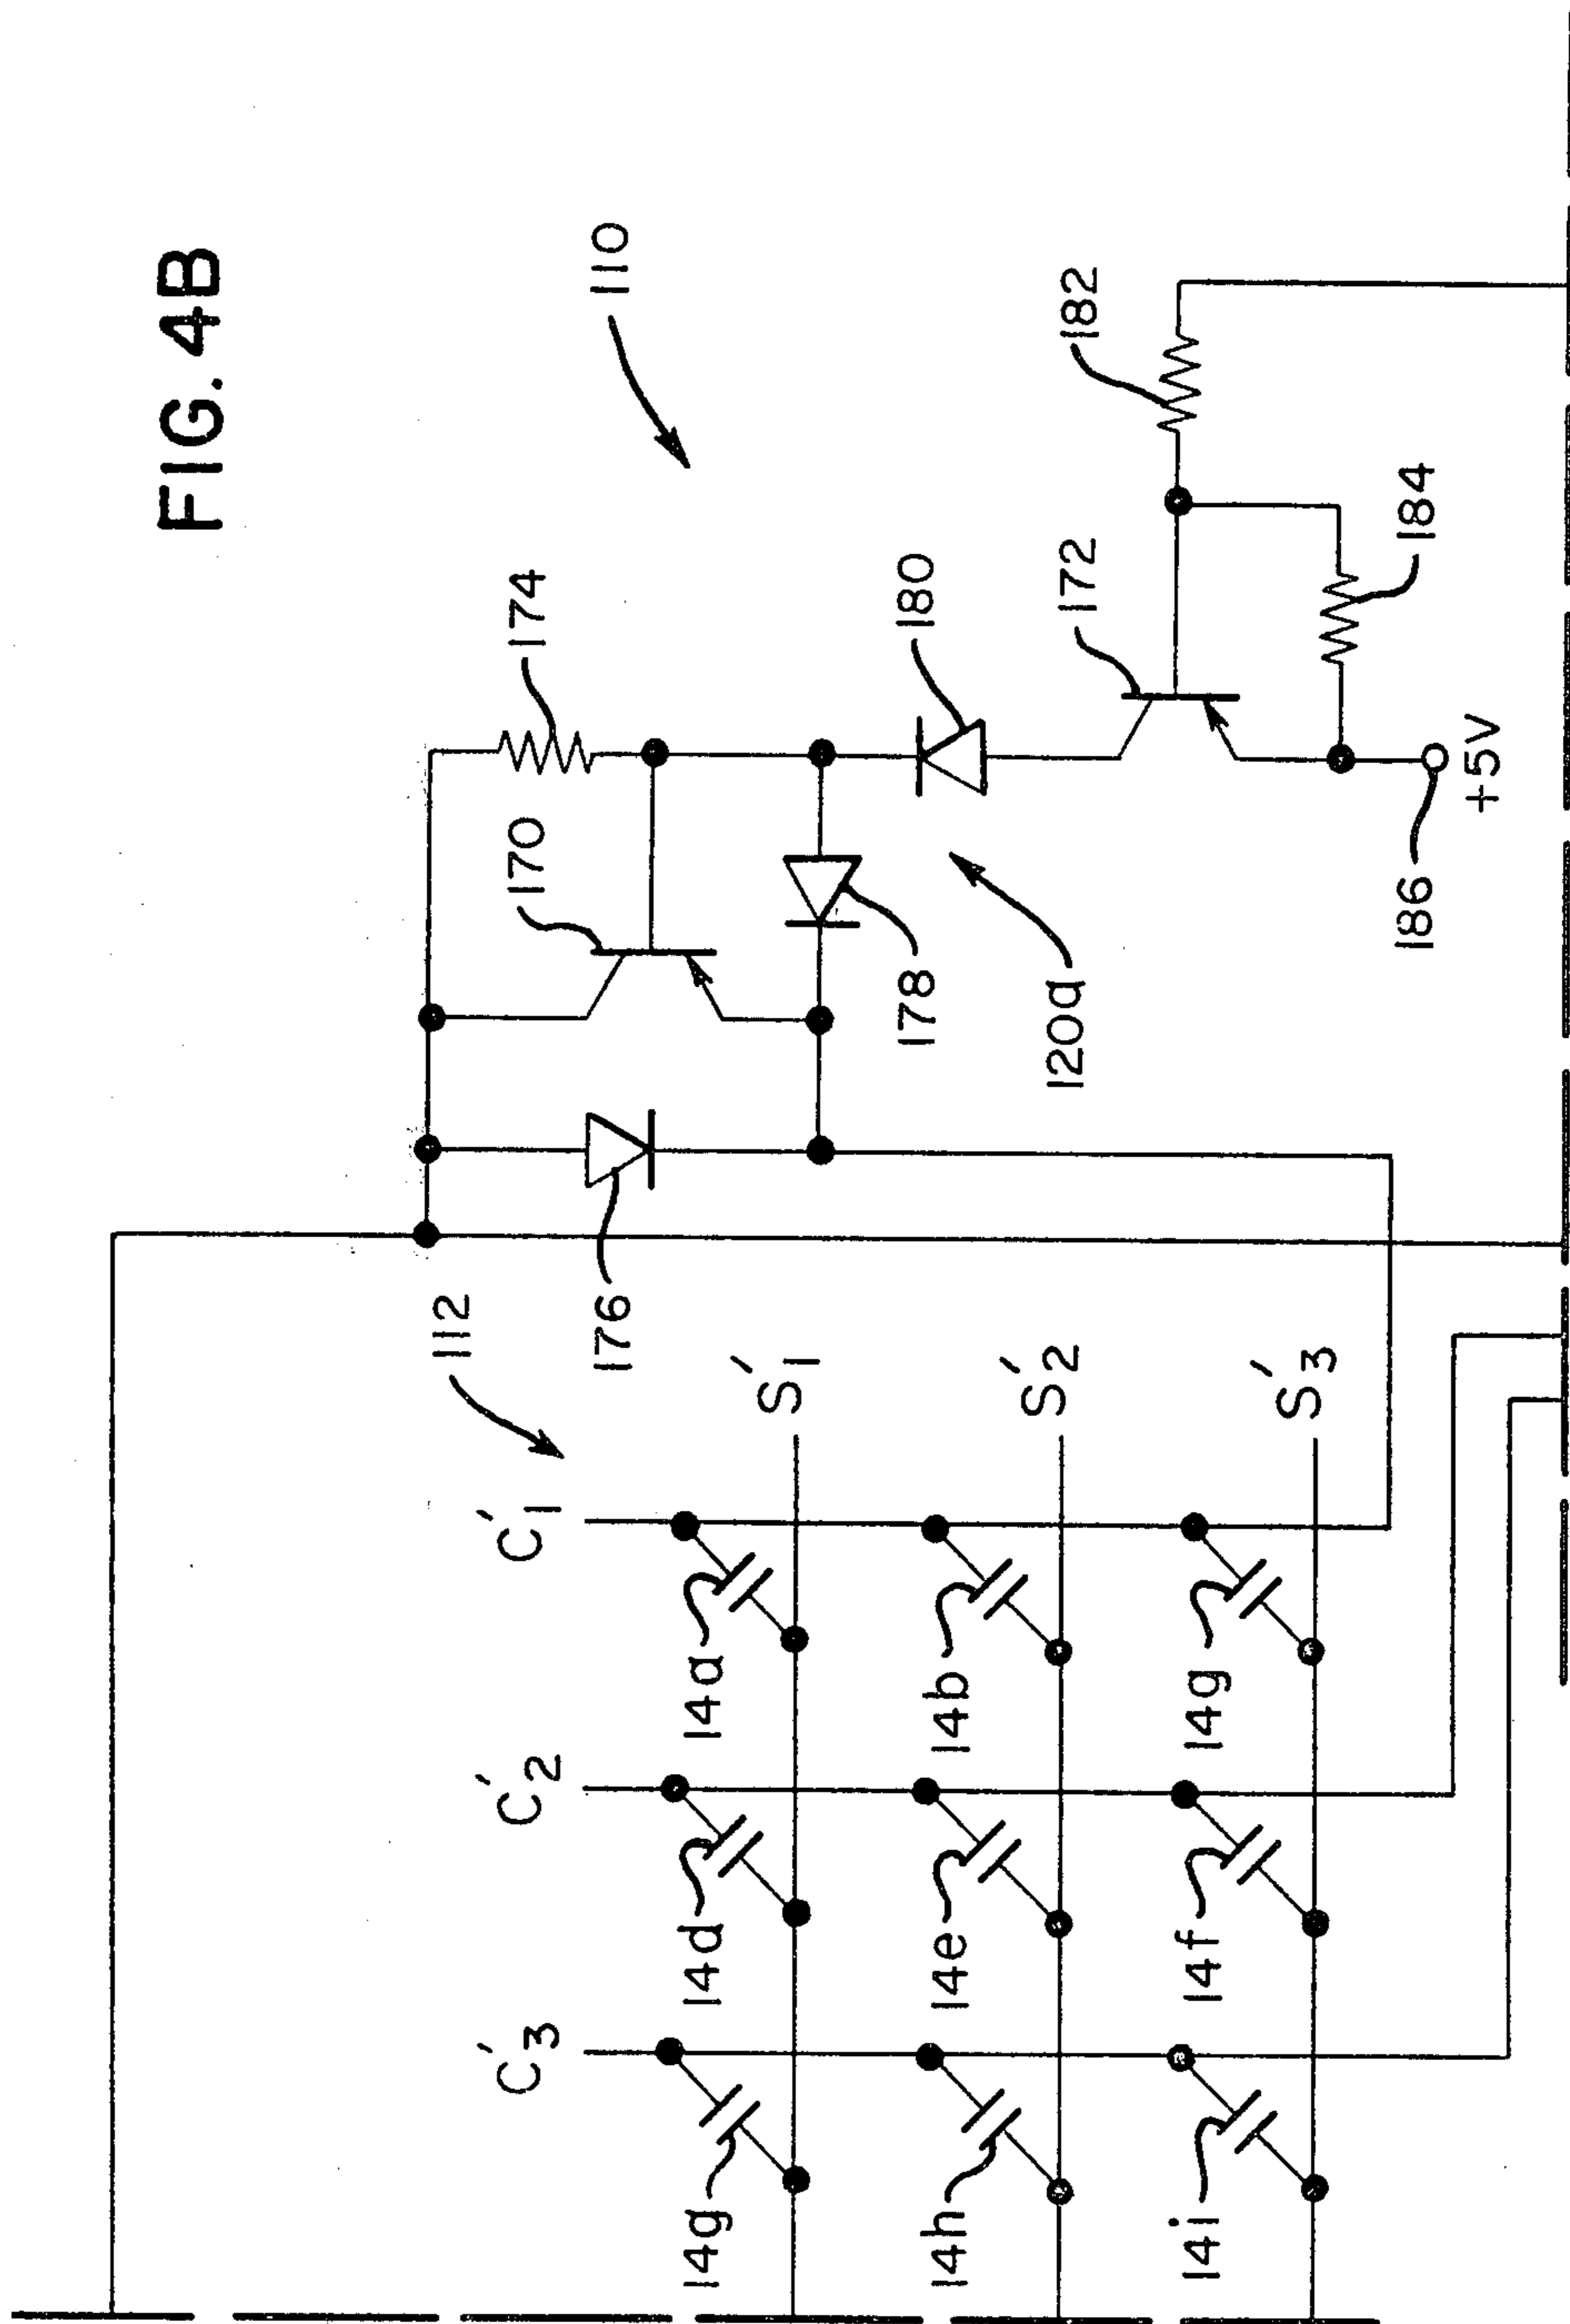 FIG. 4B
112
C'3
C'2
C'1
170
174
176
110
14g
14d
14a
S'1
178
180
14h
14e
14b
S'2
120a
172
182
14i
14f
14g
S'3
186
184
+5V